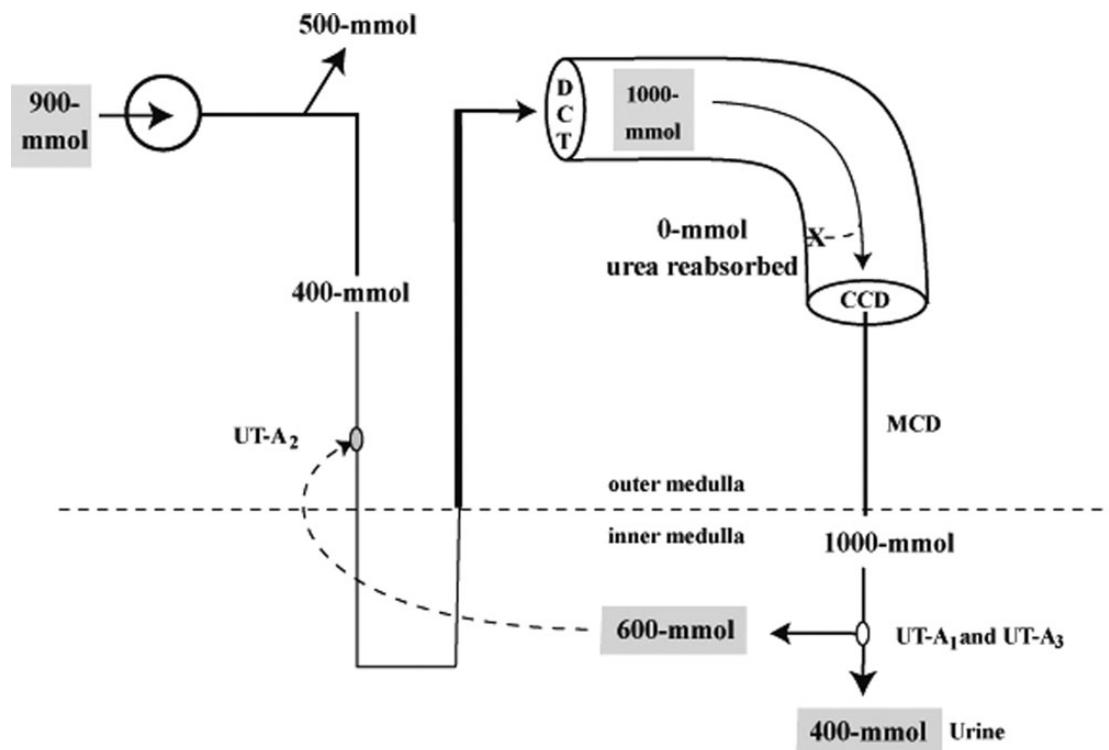 500-mmol
900-
mmol
D
C
T
1000-
mmol
0-mmol
urea reabsorbed
X
400-mmol
CCD
UT-A₂
MCD
outer medulla
inner medulla
1000-mmol
600-mmol
UT-A₁ and UT-A₃
400-mmol Urine